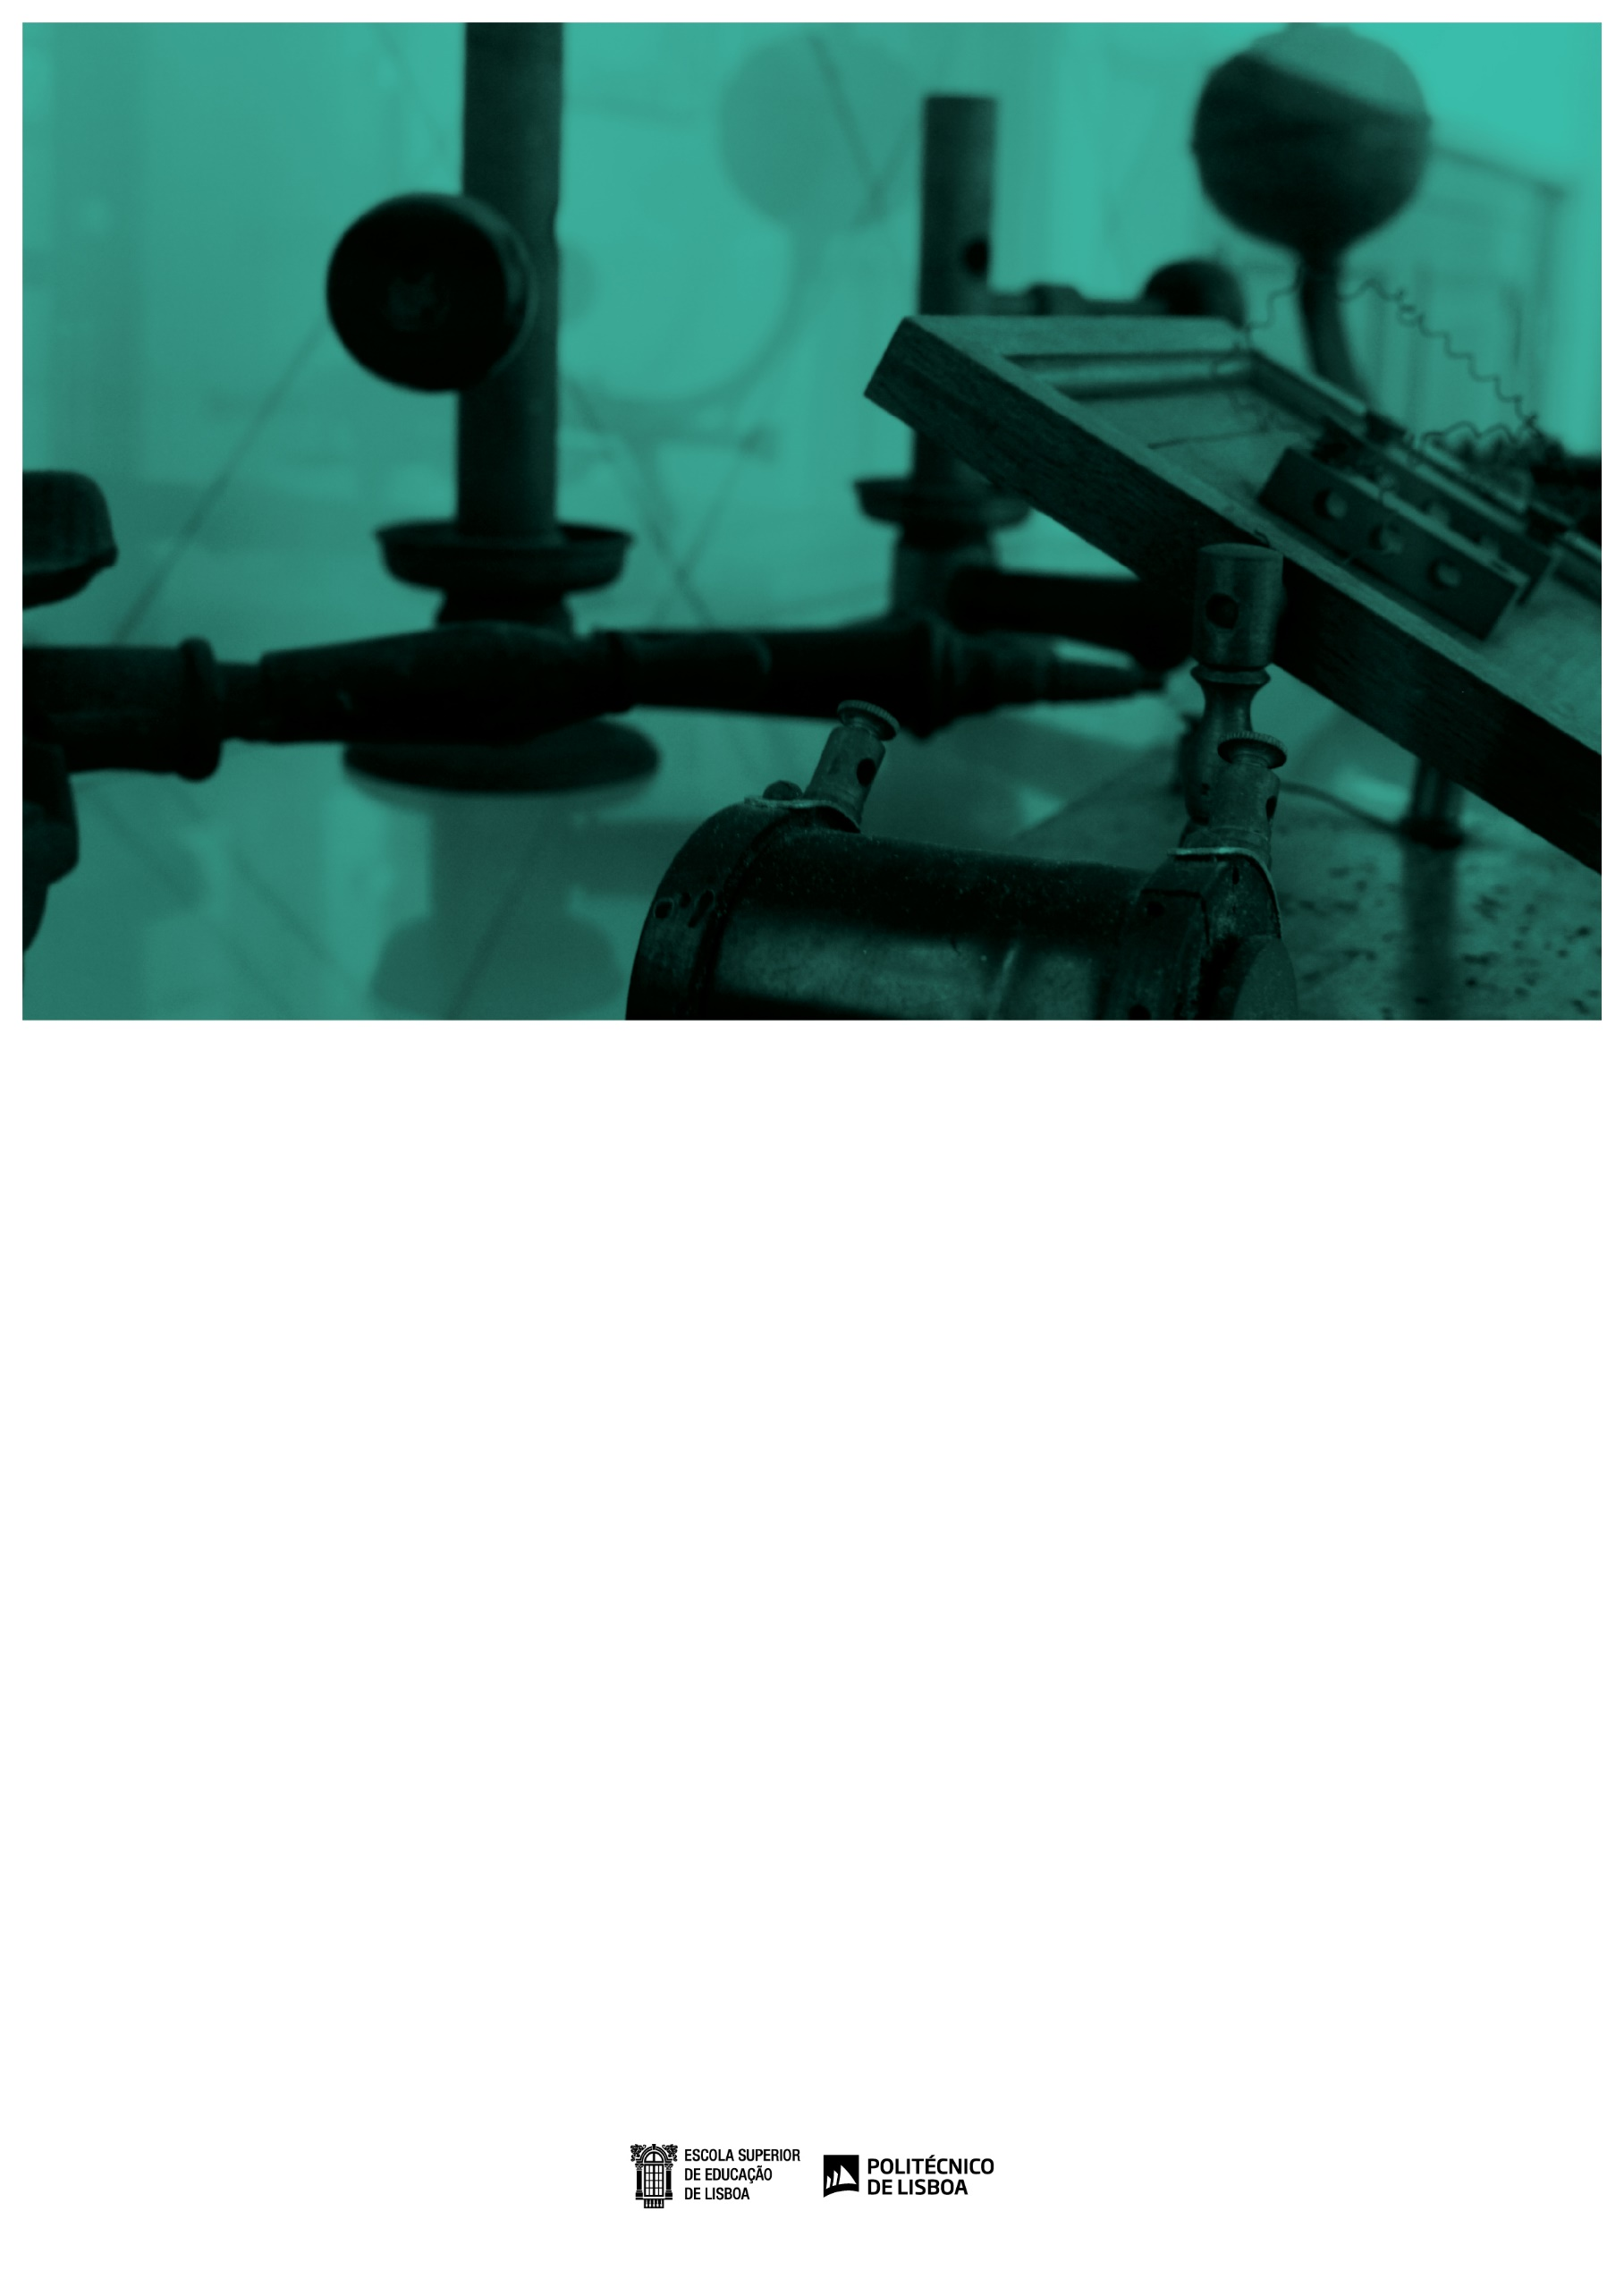 ESCOLA SUPERIOR
DE EDUCAÇÃO
DE LISBOA
POLITÉCNICO
DE LISBOA